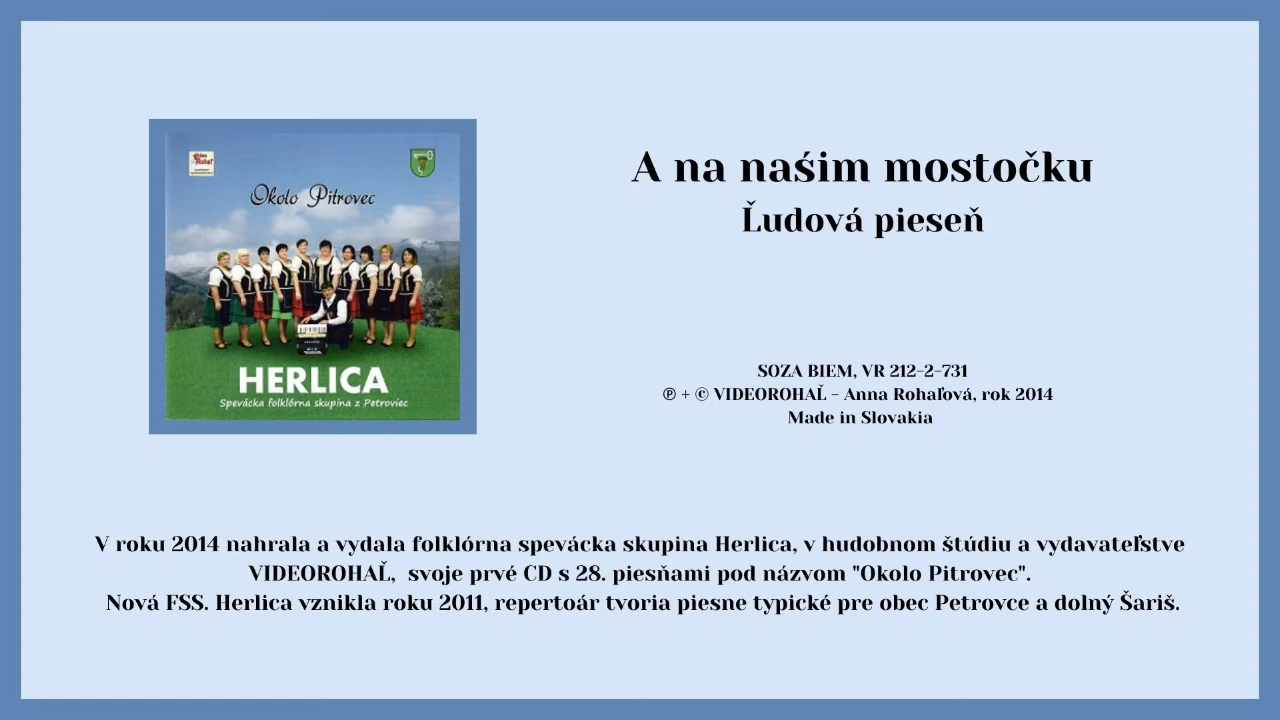 Okolo Pitrovec
HERLICA
Spevácka folklórna skupina z Petroviec
A na naśim mostočku
Ľudová pieseň
SOZA BIEM, VR 212-2-731
℗ + © VIDEOROHAĽ - Anna Rohaľová, rok 2014
Made in Slovakia
V roku 2014 nahrala a vydala folklórna spevácka skupina Herlica, v hudobnom štúdiu a vydavateľstve
VIDEOROHAĽ, svoje prvé CD s 28. piesňami pod názvom "Okolo Pitrovec".
Nová FSS. Herlica vznikla roku 2011, repertoár tvoria piesne typické pre obec Petrovce a dolný Šariš.